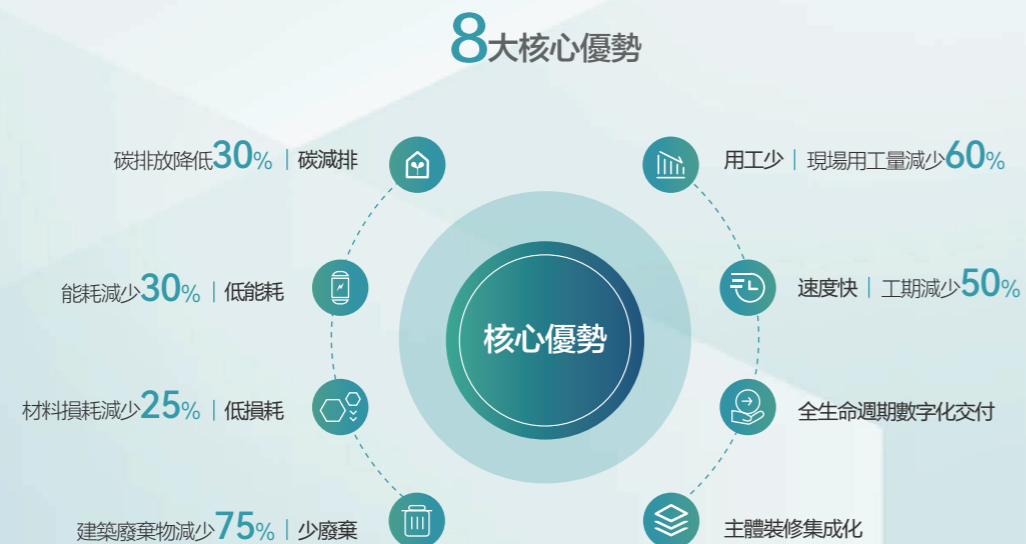 8大核心優勢
碳排放降低30%｜碳減排
用工少｜現場用工量減少60%
能耗減少30%｜低能耗
速度快｜工期減少50%
核心優勢
材料損耗減少25%｜低損耗
全生命週期數字化交付
建築廢棄物減少75%｜少廢棄
主體裝修集成化